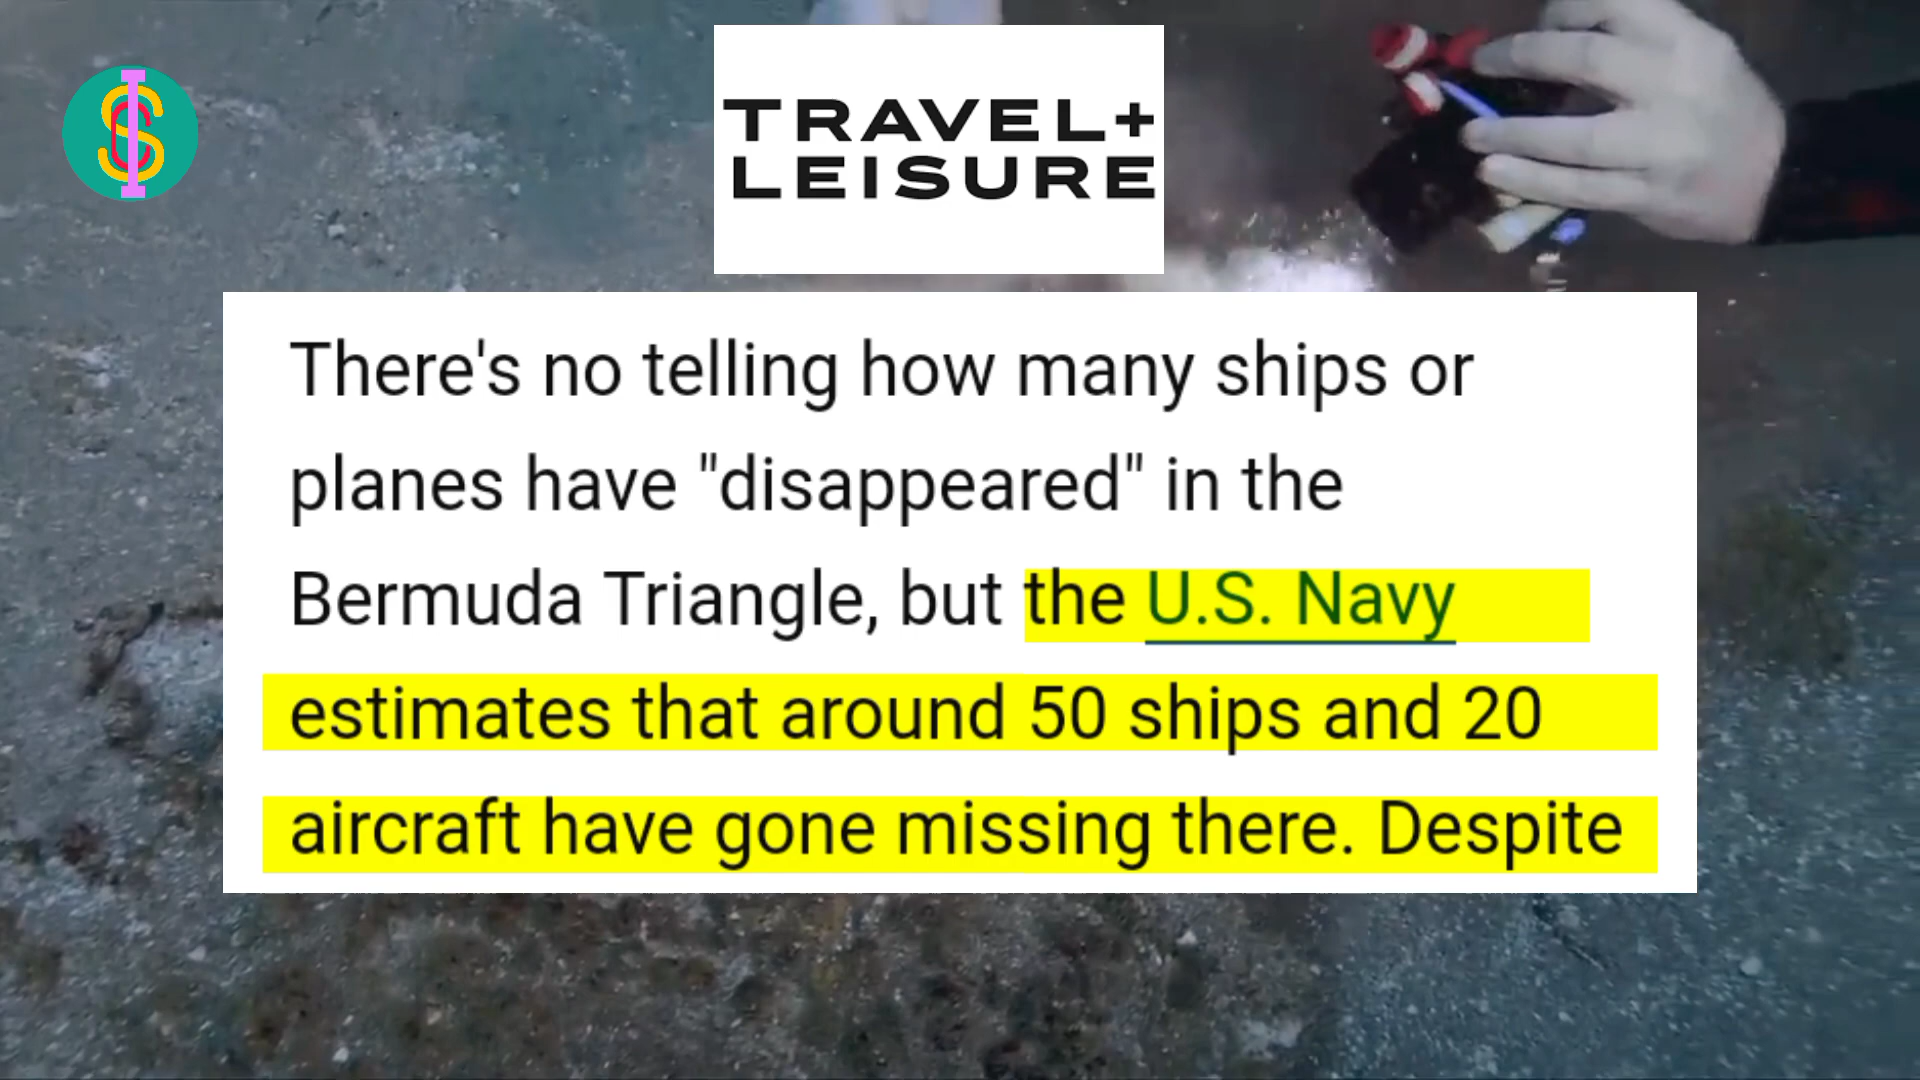 TRAVEL+
LEISURE
There's no telling how many ships or
planes have "disappeared" in the
Bermuda Triangle, but the U.S. Navy
estimates that around 50 ships and 20
aircraft have gone missing there. Despite